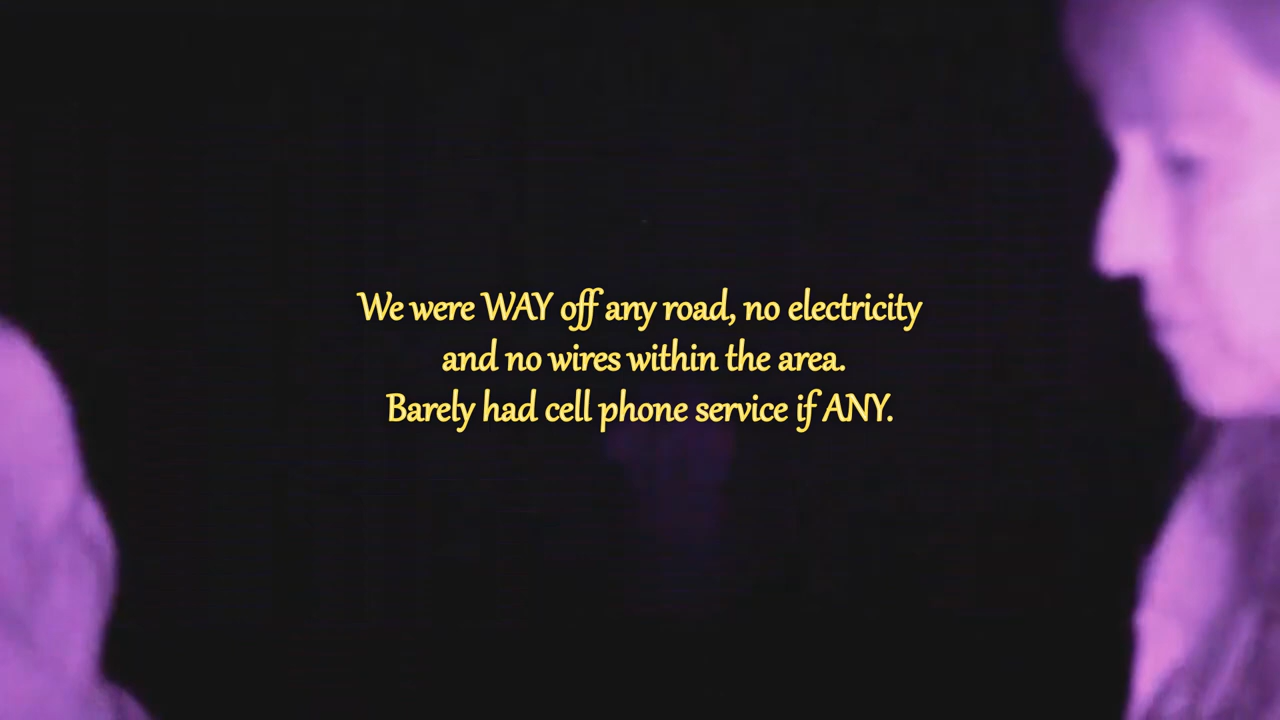 We were WAY off any road, no electricity
and no wires within the area.
Barely had cell phone service if ANY.